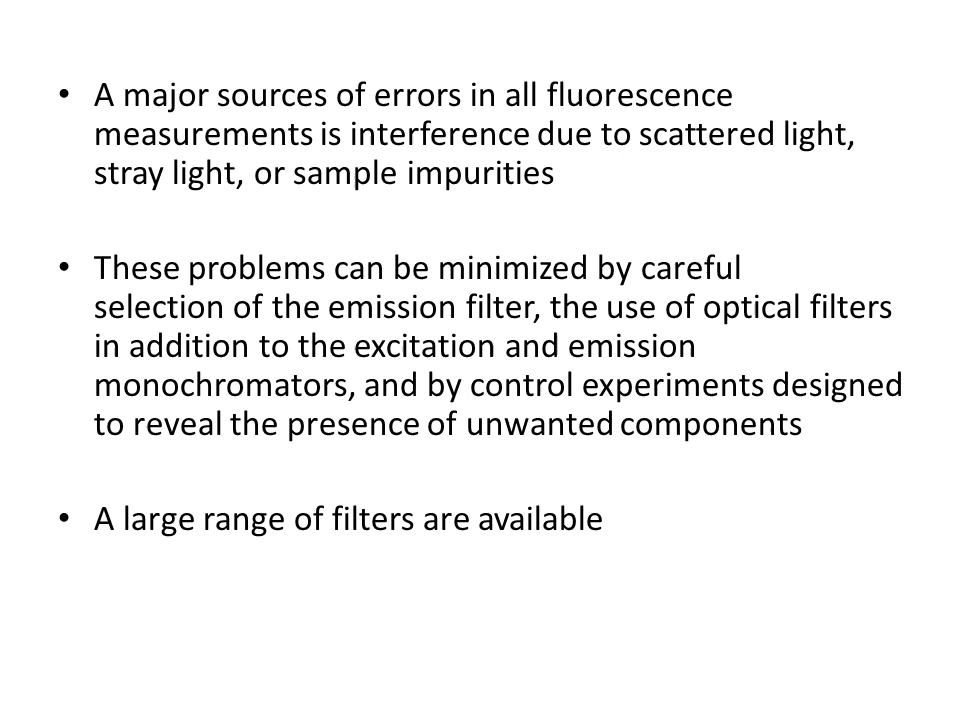 • A major sources of errors in all fluorescence
measurements is interference due to scattered light,
stray light, or sample impurities
• These problems can be minimized by careful
selection of the emission filter, the use of optical filters
in addition to the excitation and emission
monochromators, and by control experiments designed
to reveal the presence of unwanted components
• A large range of filters are available